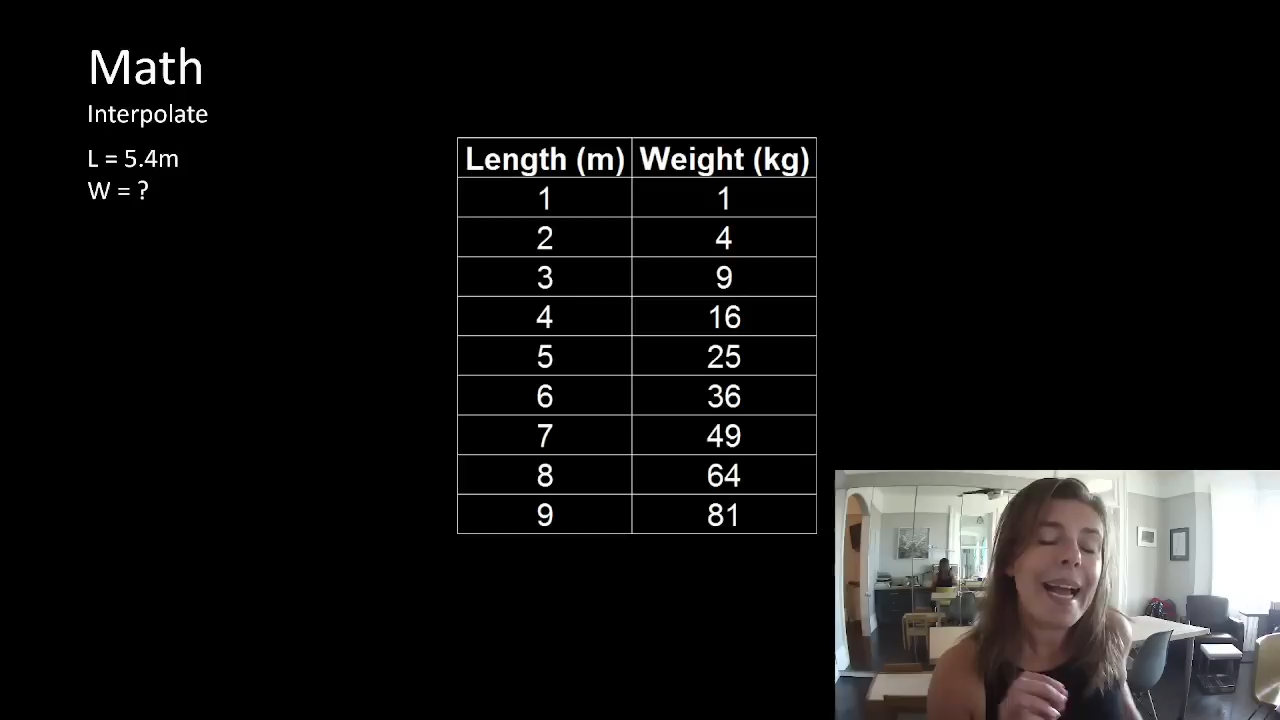 Math
Interpolate
L = 5.4m
W = ?
Length (m) Weight (kg)
1 1
2 4
3 9
4 16
5 25
6 36
7 49
8 64
9 81